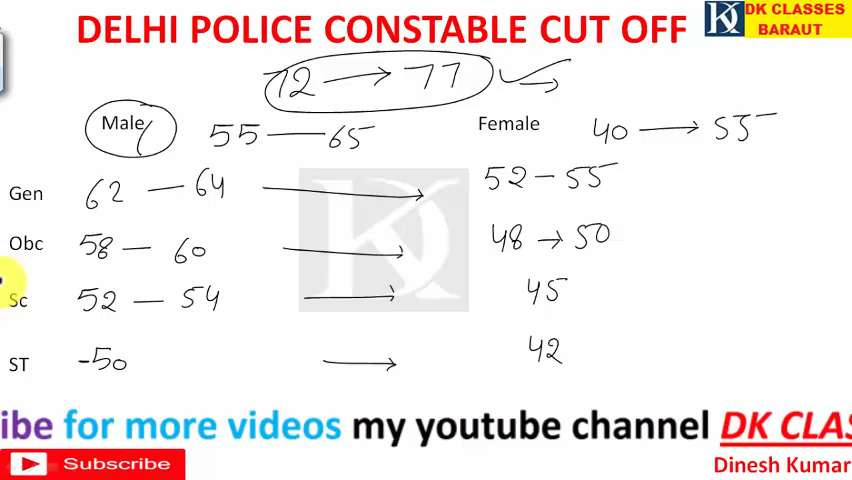 DELHI POLICE CONSTABLE CUT OFF
DK CLASSES
BARAUT
72 → 77
Male 55 — 65 Female 40 → 55
Gen 62 — 64 → 52 – 55
Obc 58 — 60 → 48 → 50
Sc 52 — 54 → 45
ST -50 → 42
ibe for more videos my youtube channel DK CLAS
Subscribe
Dinesh Kumar